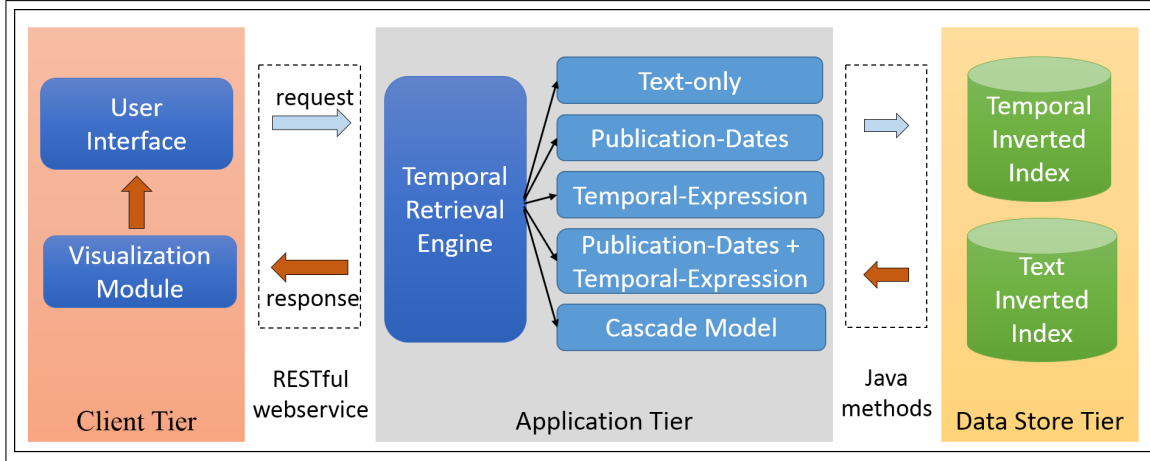 User
Interface
Visualization
Module
Client Tier
request
response
RESTful
webservice
Temporal
Retrieval
Engine
Text-only
Publication-Dates
Temporal-Expression
Publication-Dates +
Temporal-Expression
Cascade Model
Application Tier
Java
methods
Temporal
Inverted
Index
Text
Inverted
Index
Data Store Tier